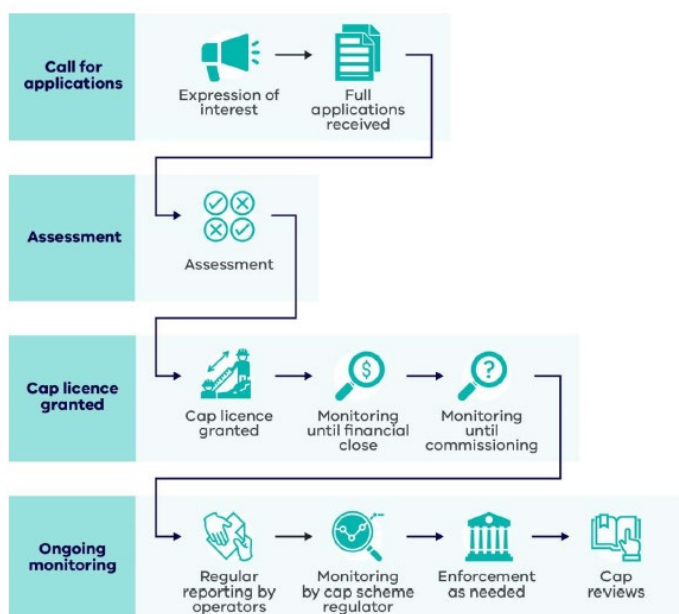 Call for
applications
Expression of
interest
Full
applications
received
Assessment
Assessment
Cap licence
granted
Cap licence
granted
$
Monitoring
until financial
close
?
Monitoring
until
commissioning
Ongoing
monitoring
Regular
reporting by
operators
Monitoring
by cap scheme
regulator
Enforcement
as needed
Cap
reviews